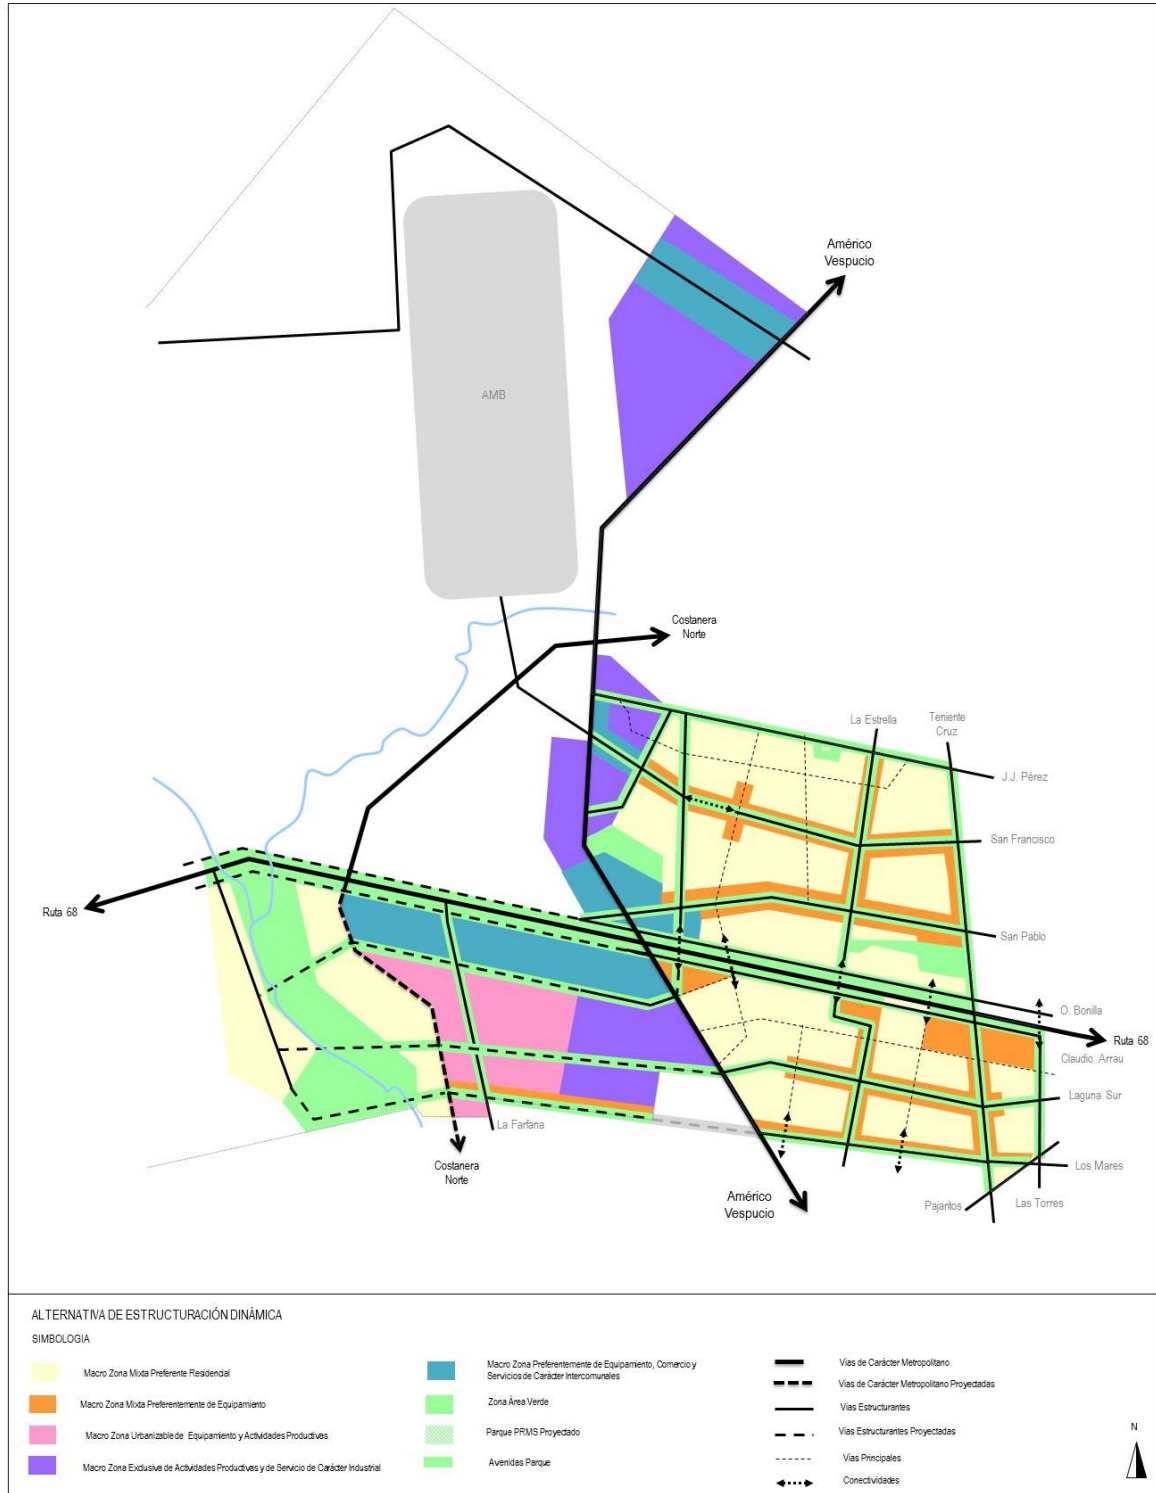 Américo
Vespucio
AMB
Costanera
Norte
La Estrella
Teniente
Cruz
J.J. Pérez
San Francisco
Ruta 68
San Pablo
O. Bonilla
Ruta 68
Claudio Arrau
Laguna Sur
La Farfana
Costanera
Norte
Los Mares
Américo
Vespucio
Pajaritos
Las Torres
ALTERNATIVA DE ESTRUCTURACIÓN DINÁMICA
SIMBOLOGIA
Macro Zona Mixta Preferente Residencial
Macro Zona Mixta Preferentemente de Equipamiento
Macro Zona Urbanizable de Equipamiento y Actividades Productivas
Macro Zona Exclusiva de Actividades Productivas y de Servicio de Carácter Industrial
Macro Zona Preferentemente de Equipamiento, Comercio y
Servicios de Carácter Intercomunales
Zona Área Verde
Parque PRMS Proyectado
Avenidas Parque
Vías de Carácter Metropolitano
Vías de Carácter Metropolitano Proyectadas
Vías Estructurantes
Vías Estructurantes Proyectadas
Vías Principales
Conectividades
N